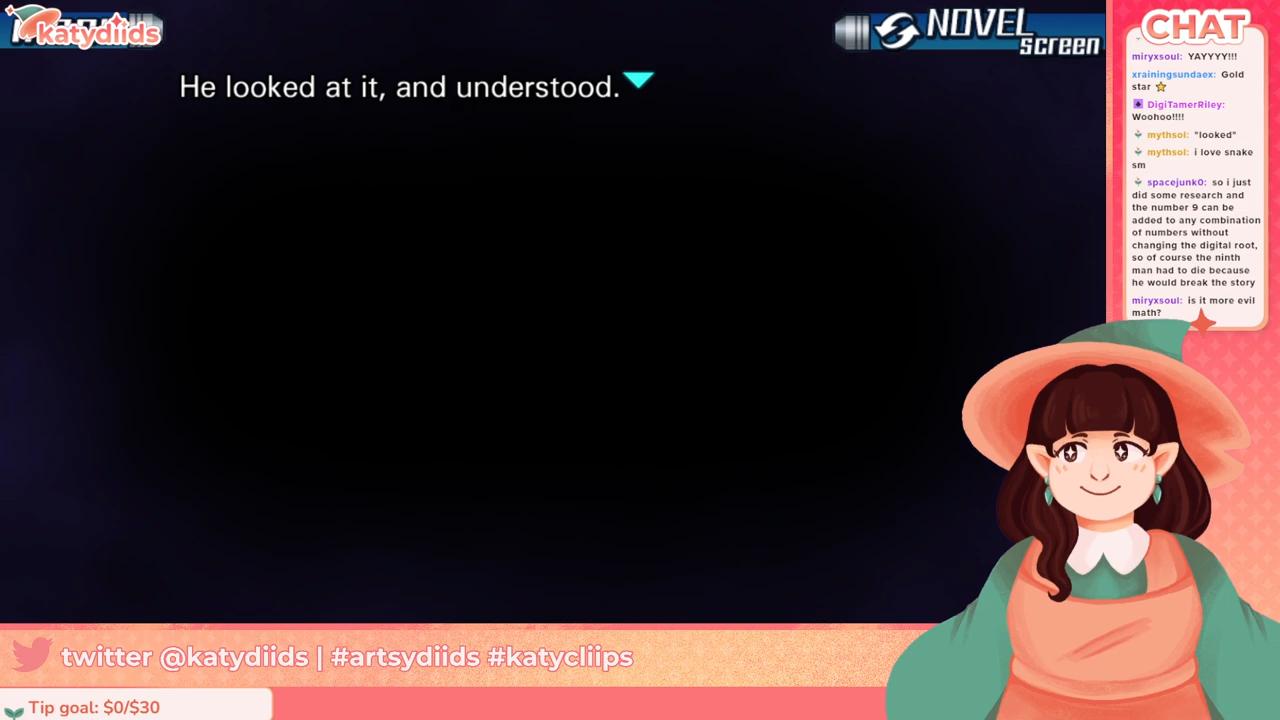 katydiids
NOVEL
screen
CHAT
He looked at it, and understood.
miryxsoul: YAYYYY!!!
xrainingsundaex: Gold
star ⭐
DigiTamerRiley:
Woohoo!!!!
mythsol: "looked"
mythsol: i love snake
sm
spacejunk0: so i just
did some research and
the number 9 can be
added to any combination
of numbers without
changing the digital root,
so of course the ninth
man had to die because
he would break the story
miryxsoul: is it more evil
math?
twitter @katydiids | #artsydiids #katycliips
Tip goal: $0/$30